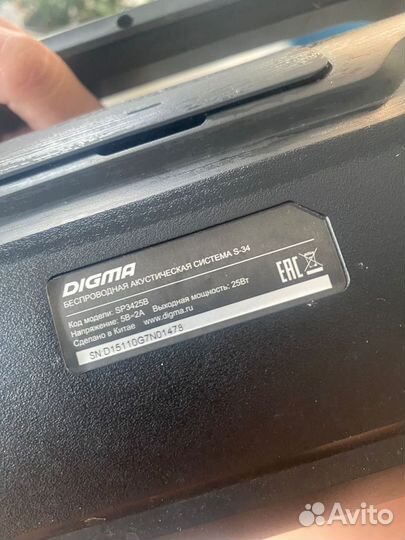 DIGMA
БЕСПРОВОДНАЯ АКУСТИЧЕСКАЯ СИСТЕМА S-34
Код модели: SP3425B
Напряжение: 5В⎓2А Выходная мощность: 25Вт
Сделано в Китае www.digma.ru
SN:D15110G7N01478
EAC
Avito